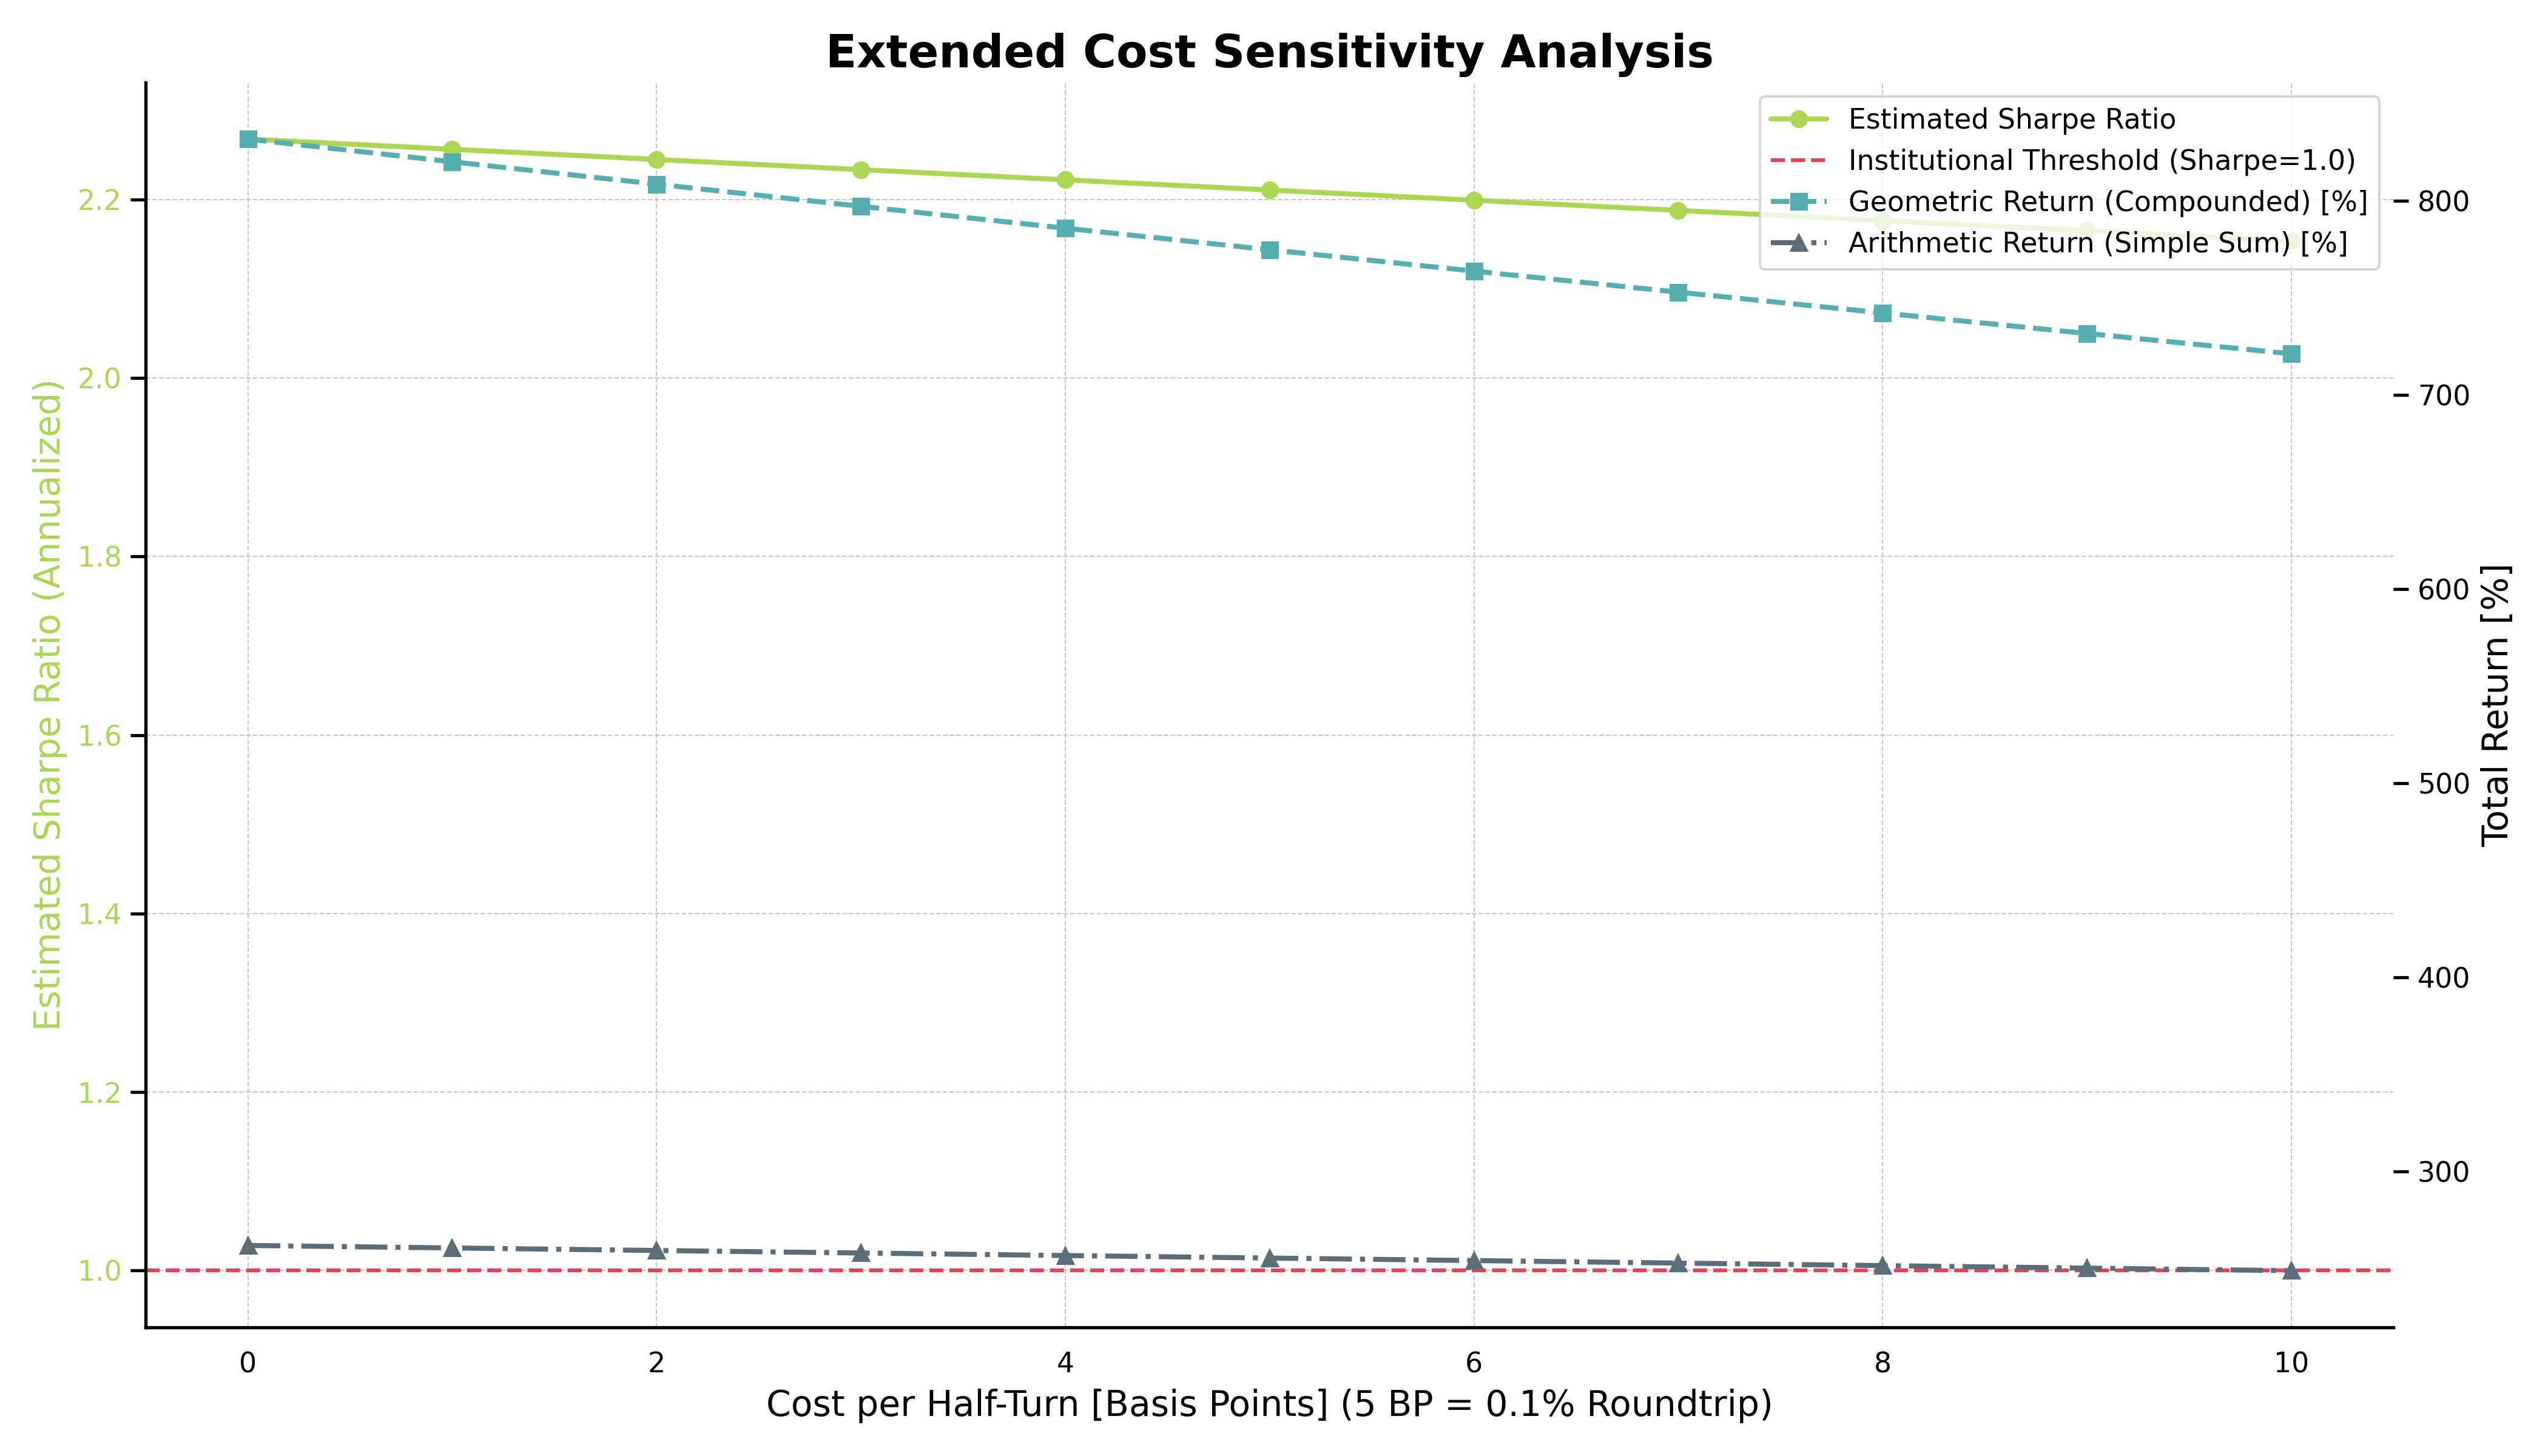 Extended Cost Sensitivity Analysis
Estimated Sharpe Ratio
Institutional Threshold (Sharpe=1.0)
Geometric Return (Compounded) [%]
Arithmetic Return (Simple Sum) [%]
Estimated Sharpe Ratio (Annualized)
2.2
2.0
1.8
1.6
1.4
1.2
1.0
800
700
600
500
400
300
Total Return [%]
0 2 4 6 8 10
Cost per Half-Turn [Basis Points] (5 BP = 0.1% Roundtrip)